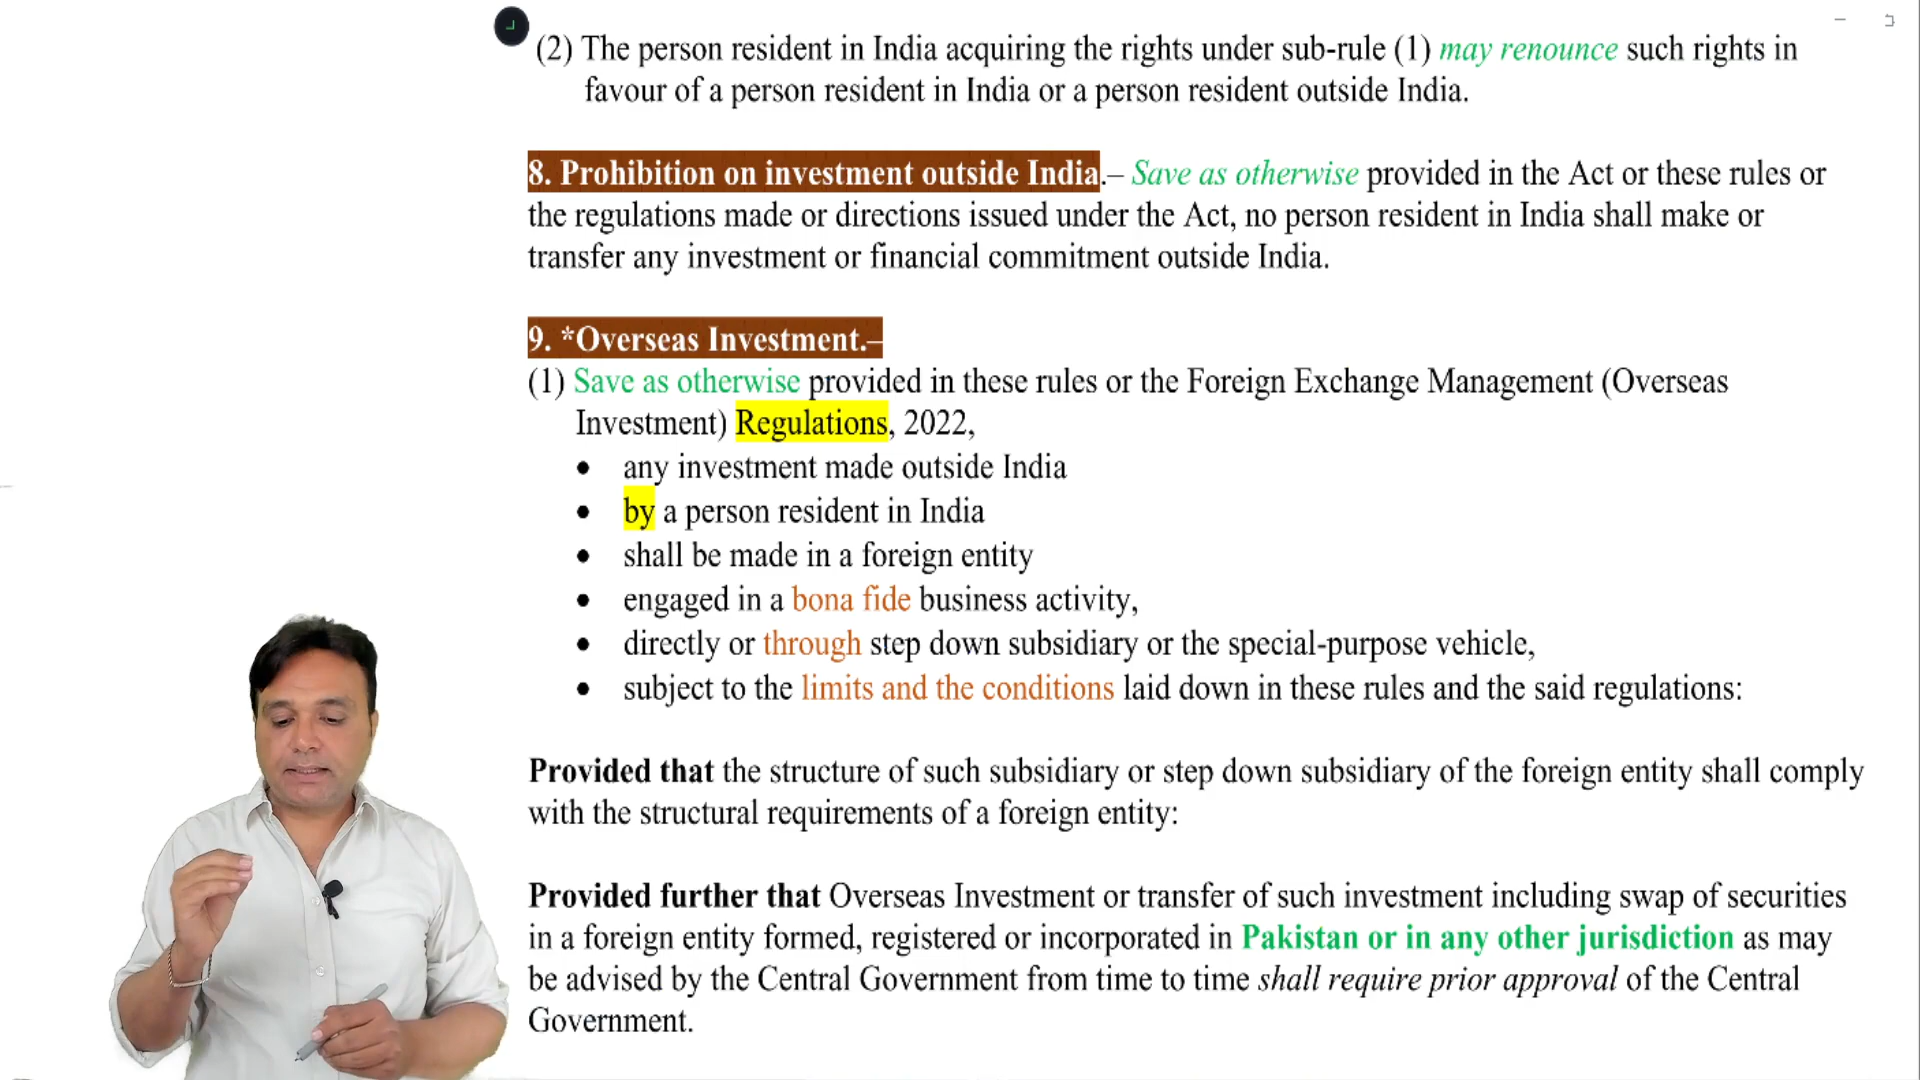 (2) The person resident in India acquiring the rights under sub-rule (1) may renounce such rights in
favour of a person resident in India or a person resident outside India.
8. Prohibition on investment outside India.– Save as otherwise provided in the Act or these rules or
the regulations made or directions issued under the Act, no person resident in India shall make or
transfer any investment or financial commitment outside India.
9. *Overseas Investment.–
(1) Save as otherwise provided in these rules or the Foreign Exchange Management (Overseas
Investment) Regulations, 2022,
• any investment made outside India
• by a person resident in India
• shall be made in a foreign entity
• engaged in a bona fide business activity,
• directly or through step down subsidiary or the special-purpose vehicle,
• subject to the limits and the conditions laid down in these rules and the said regulations:
Provided that the structure of such subsidiary or step down subsidiary of the foreign entity shall comply
with the structural requirements of a foreign entity:
Provided further that Overseas Investment or transfer of such investment including swap of securities
in a foreign entity formed, registered or incorporated in Pakistan or in any other jurisdiction as may
be advised by the Central Government from time to time shall require prior approval of the Central
Government.